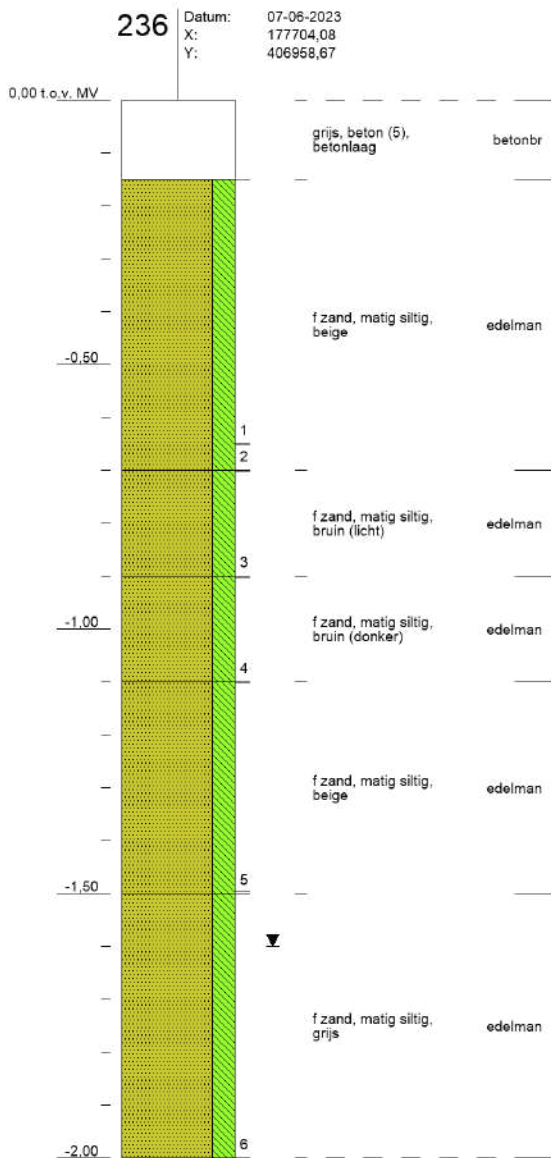 236
Datum: 07-06-2023
X: 177704,08
Y: 406958,67
0,00 t.o.v. MV
grijs, beton (5),
betonlaag
betonbr
f zand, matig siltig,
beige
edelman
-0,50
1
2
f zand, matig siltig,
bruin (licht)
edelman
3
-1,00
f zand, matig siltig,
bruin (donker)
edelman
4
f zand, matig siltig,
beige
edelman
5
-1,50
f zand, matig siltig,
grijs
edelman
6
-2,00